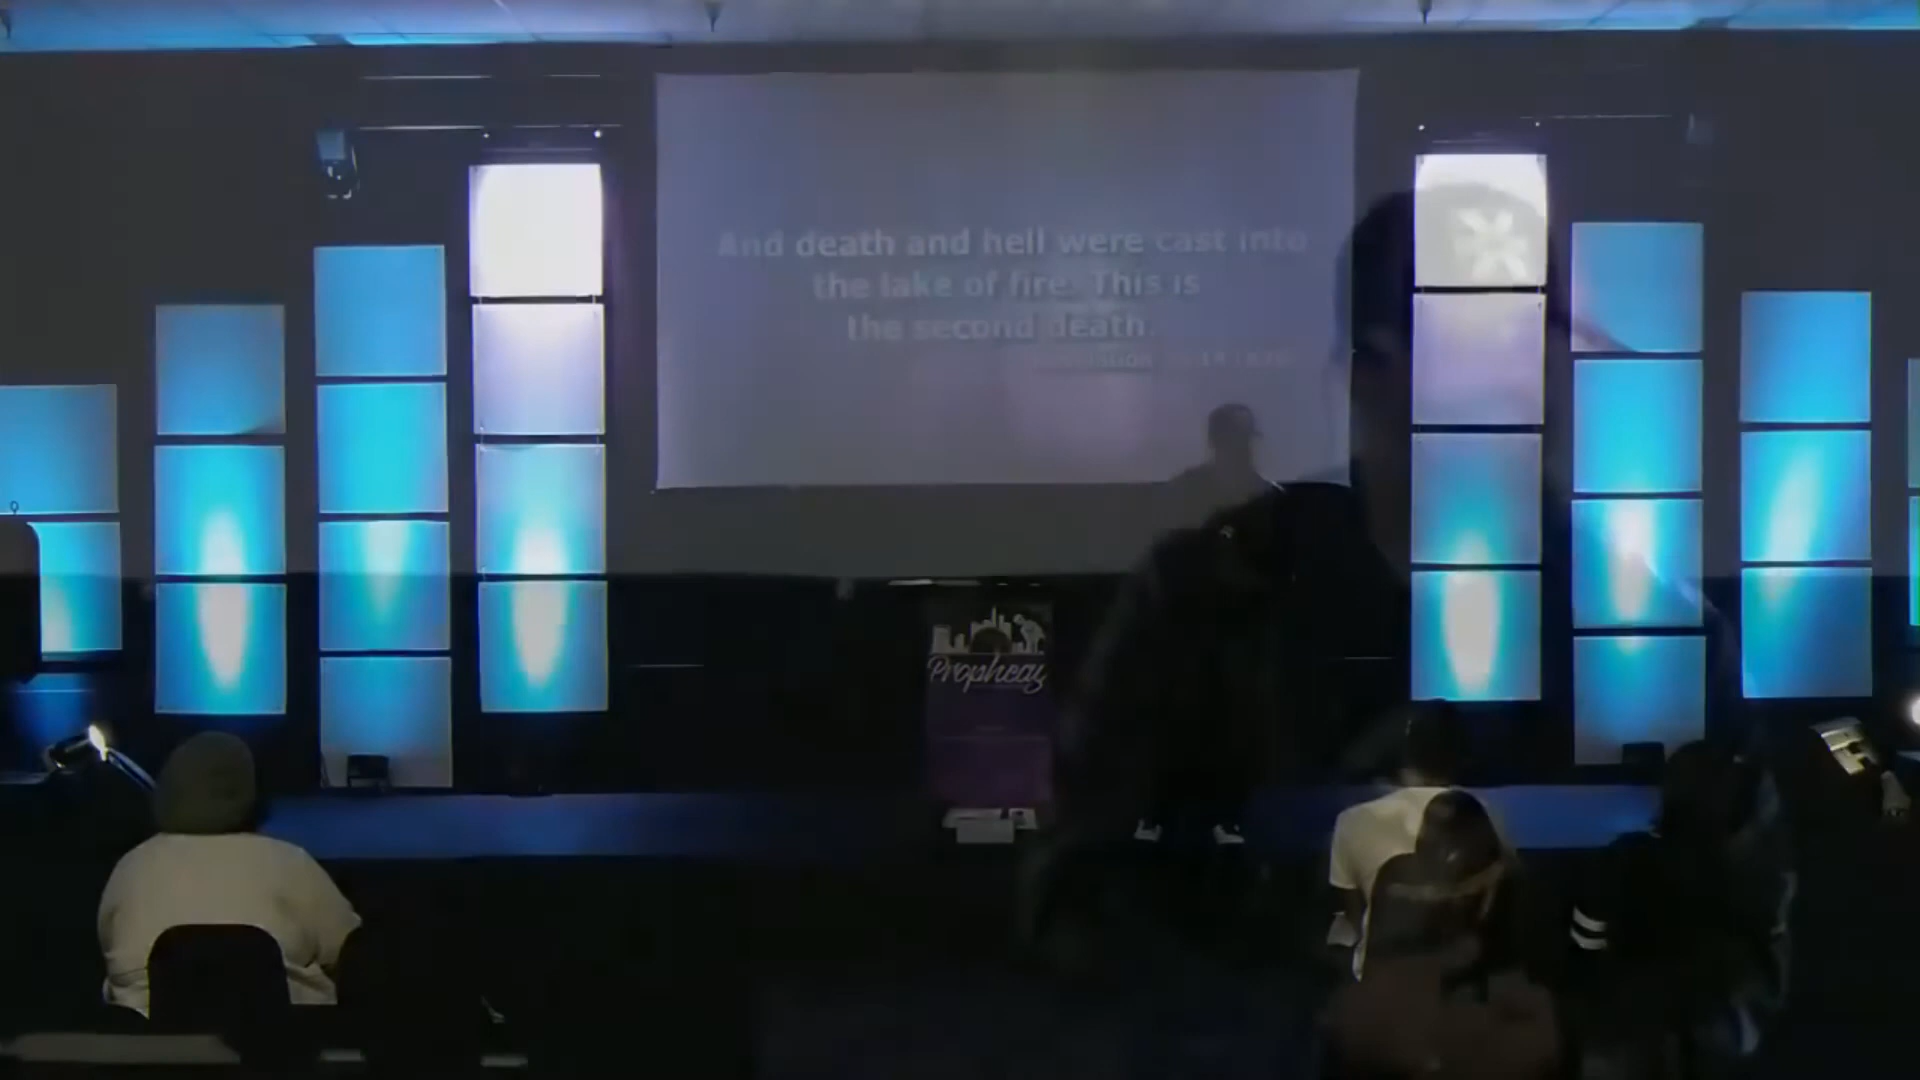 And death and hell were cast into
the lake of fire. This is
the second death.
Prophecy